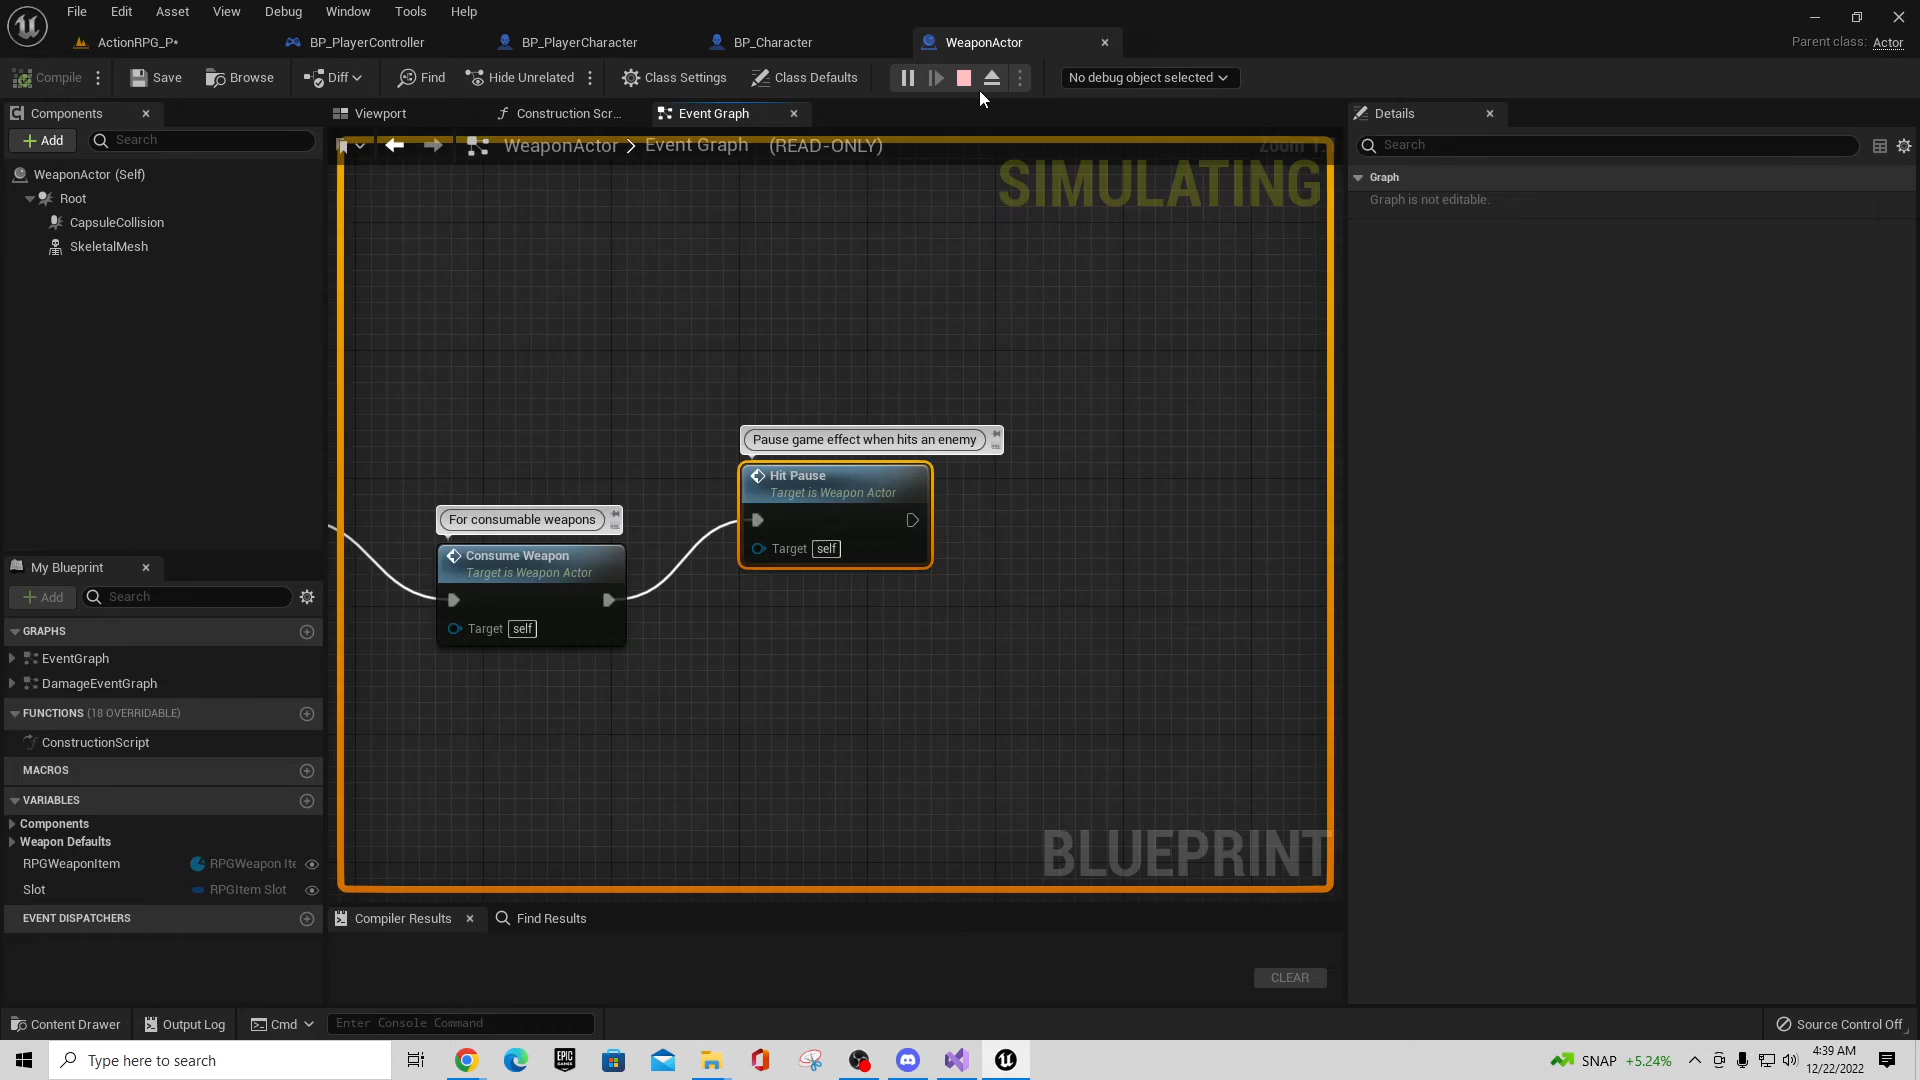 File Edit Asset View Debug Window Tools Help
ActionRPG_P* BP_PlayerController BP_PlayerCharacter BP_Character WeaponActor Parent class: Actor
Compile Save Browse Diff Find Hide Unrelated Class Settings Class Defaults No debug object selected
Components Viewport Construction Scr... Event Graph Details
Add Search WeaponActor > Event Graph (READ-ONLY) Search
SIMULATING
WeaponActor (Self) Graph
Root Graph is not editable.
CapsuleCollision
SkeletalMesh
Pause game effect when hits an enemy
Hit Pause
Target is Weapon Actor
Target self
For consumable weapons
Consume Weapon
Target is Weapon Actor
Target self
My Blueprint
Add Search
GRAPHS
EventGraph
DamageEventGraph
FUNCTIONS (18 OVERRIDABLE)
ConstructionScript
MACROS
VARIABLES
Components
Weapon Defaults
RPGWeaponItem RPGWeapon Ite
Slot RPGItem Slot
EVENT DISPATCHERS
BLUEPRINT
Compiler Results Find Results
CLEAR
Content Drawer Output Log Cmd Enter Console Command Source Control Off
Type here to search EPIC GAMES SNAP +5.24% 4:39 AM
12/22/2022